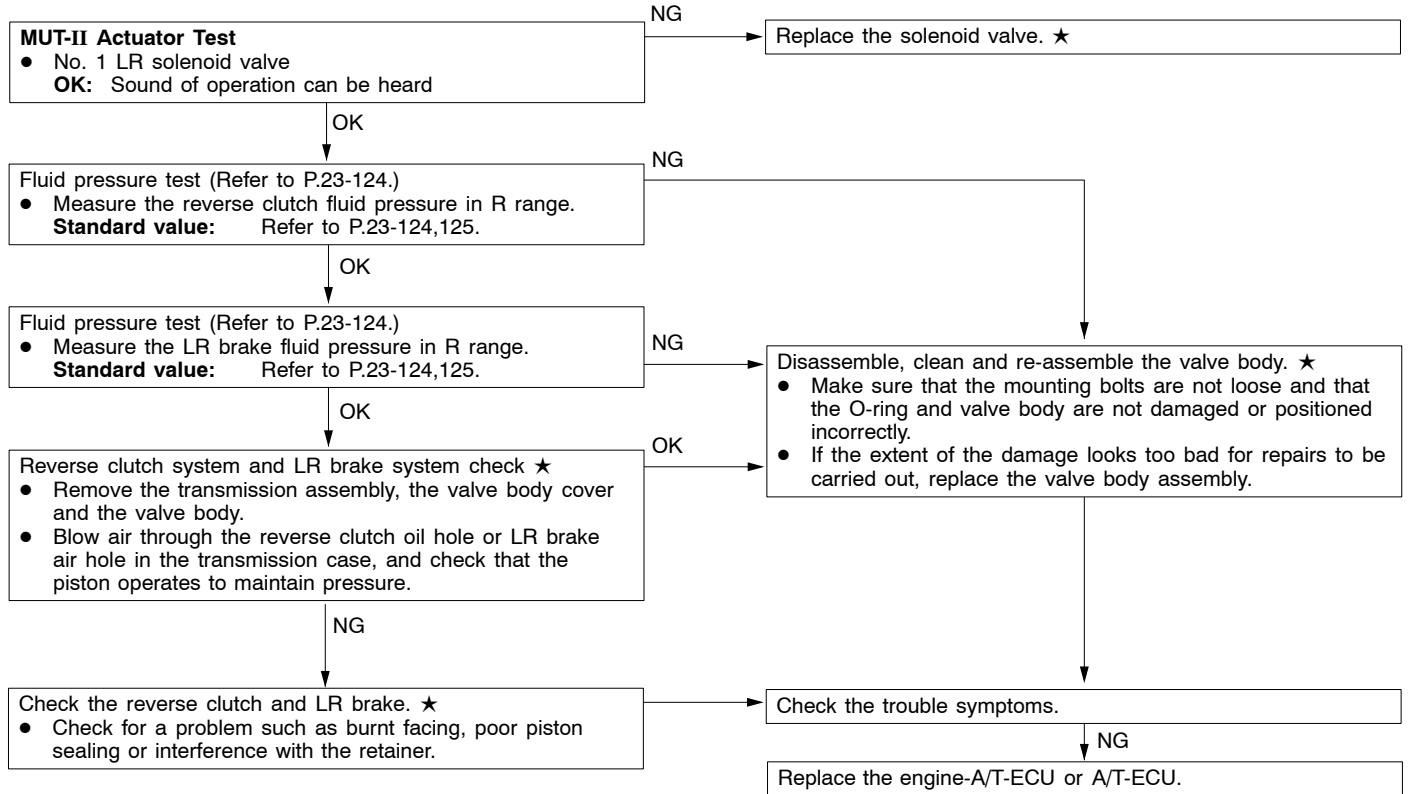 MUT-II Actuator Test
● No. 1 LR solenoid valve
OK: Sound of operation can be heard
NG
Replace the solenoid valve. ★
OK
Fluid pressure test (Refer to P.23-124.)
● Measure the reverse clutch fluid pressure in R range.
Standard value: Refer to P.23-124,125.
NG
OK
Fluid pressure test (Refer to P.23-124.)
● Measure the LR brake fluid pressure in R range.
Standard value: Refer to P.23-124,125.
NG
Disassemble, clean and re-assemble the valve body. ★
● Make sure that the mounting bolts are not loose and that
the O-ring and valve body are not damaged or positioned
incorrectly.
● If the extent of the damage looks too bad for repairs to be
carried out, replace the valve body assembly.
OK
Reverse clutch system and LR brake system check ★
● Remove the transmission assembly, the valve body cover
and the valve body.
● Blow air through the reverse clutch oil hole or LR brake
air hole in the transmission case, and check that the
piston operates to maintain pressure.
OK
NG
Check the reverse clutch and LR brake. ★
● Check for a problem such as burnt facing, poor piston
sealing or interference with the retainer.
Check the trouble symptoms.
NG
Replace the engine-A/T-ECU or A/T-ECU.